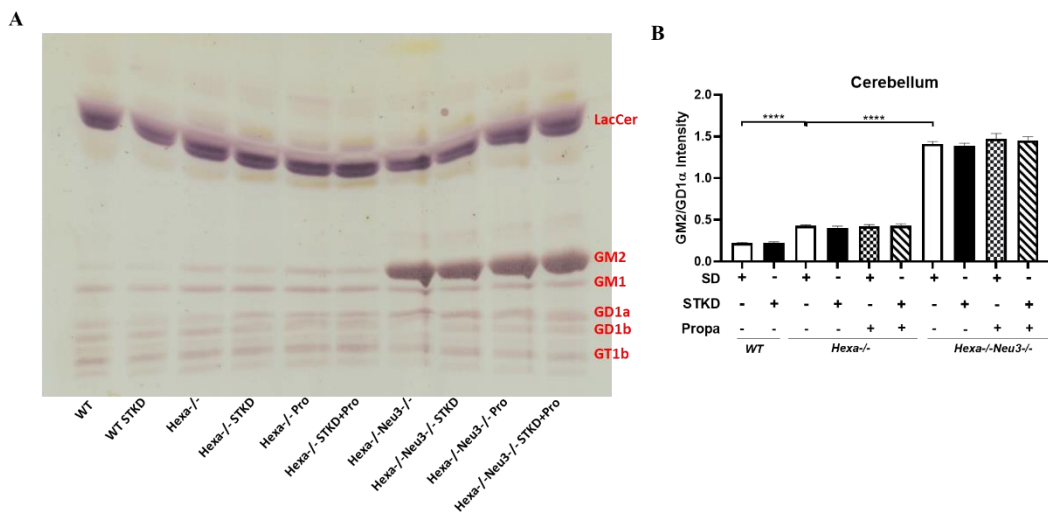 A
LacCer
GM2
GM1
GD1a
GD1b
GT1b
WT
WT STKD
Hexa-/-
Hexa-/- STKD
Hexa-/- Pro
Hexa-/- STKD+Pro
Hexa-/-Neu3-/-
Hexa-/-Neu3-/- STKD
Hexa-/-Neu3-/- Pro
Hexa-/-Neu3-/- STKD+Pro
B
Cerebellum
GM2/GD1α Intensity
2.0
1.5
1.0
0.5
0.0
**** ****
SD + - + - + - + - + -
STKD - + - + - + - + - +
Propa - - - - + + - - + +
WT Hexa-/- Hexa-/-Neu3-/-